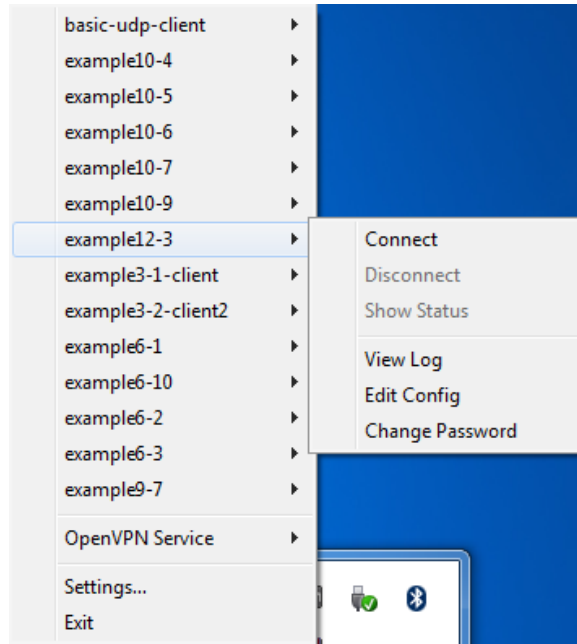 basic-udp-client
example10-4
example10-5
example10-6
example10-7
example10-9
example12-3
example3-1-client
example3-2-client2
example6-1
example6-10
example6-2
example6-3
example9-7
OpenVPN Service
Settings...
Exit
Connect
Disconnect
Show Status
View Log
Edit Config
Change Password